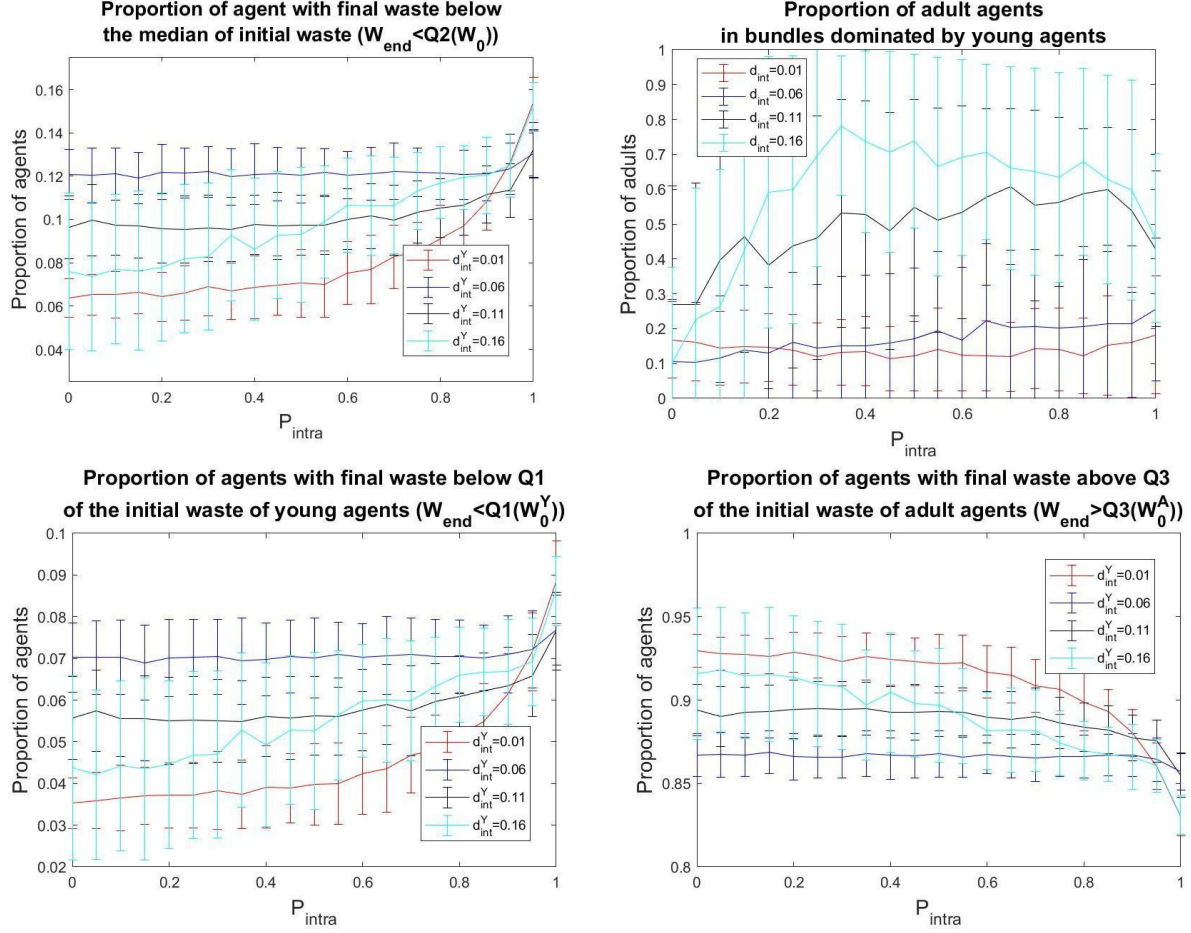 Proportion of agent with final waste below
the median of initial waste (W_end<Q2(W_0))
Proportion of agents
0.16
0.14
0.12
0.1
0.08
0.06
0.04
0
0.2
0.4
0.6
0.8
1
P_intra
d^Y_int=0.01
d^Y_int=0.06
d^Y_int=0.11
d^Y_int=0.16
Proportion of adult agents
in bundles dominated by young agents
Proportion of adults
1
0.9
0.8
0.7
0.6
0.5
0.4
0.3
0.2
0.1
0
0
0.2
0.4
0.6
0.8
1
P_intra
d_int=0.01
d_int=0.06
d_int=0.11
d_int=0.16
Proportion of agents with final waste below Q1
of the initial waste of young agents (W_end<Q1(W_0^Y))
Proportion of agents
0.1
0.09
0.08
0.07
0.06
0.05
0.04
0.03
0.02
0
0.2
0.4
0.6
0.8
1
P_intra
d^Y_int=0.01
d^Y_int=0.06
d^Y_int=0.11
d^Y_int=0.16
Proportion of agents with final waste above Q3
of the initial waste of adult agents (W_end>Q3(W_0^A))
Proportion of agents
1
0.95
0.9
0.85
0.8
0
0.2
0.4
0.6
0.8
1
P_intra
d^Y_int=0.01
d^Y_int=0.06
d^Y_int=0.11
d^Y_int=0.16